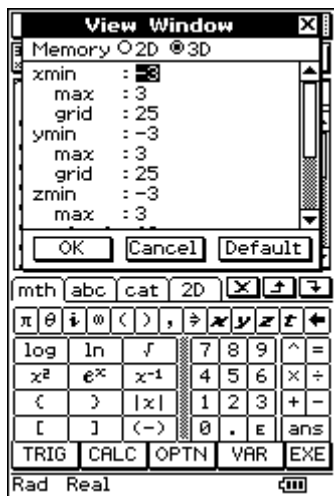 View Window X
Memory 2D 3D
xmin : -3
max : 3
grid : 25
ymin : -3
max : 3
grid : 25
zmin : -3
max : 3
OK Cancel Default
mth abc cat 2D
π θ i ∞ ( ) , ⇒ x y z t ←
log ln √ 7 8 9 ^ =
x² eˣ x⁻¹ 4 5 6 × ÷
( ) |x| 1 2 3 + -
[ ] (-) 0 . E ans
TRIG CALC OPTN VAR EXE
Rad Real